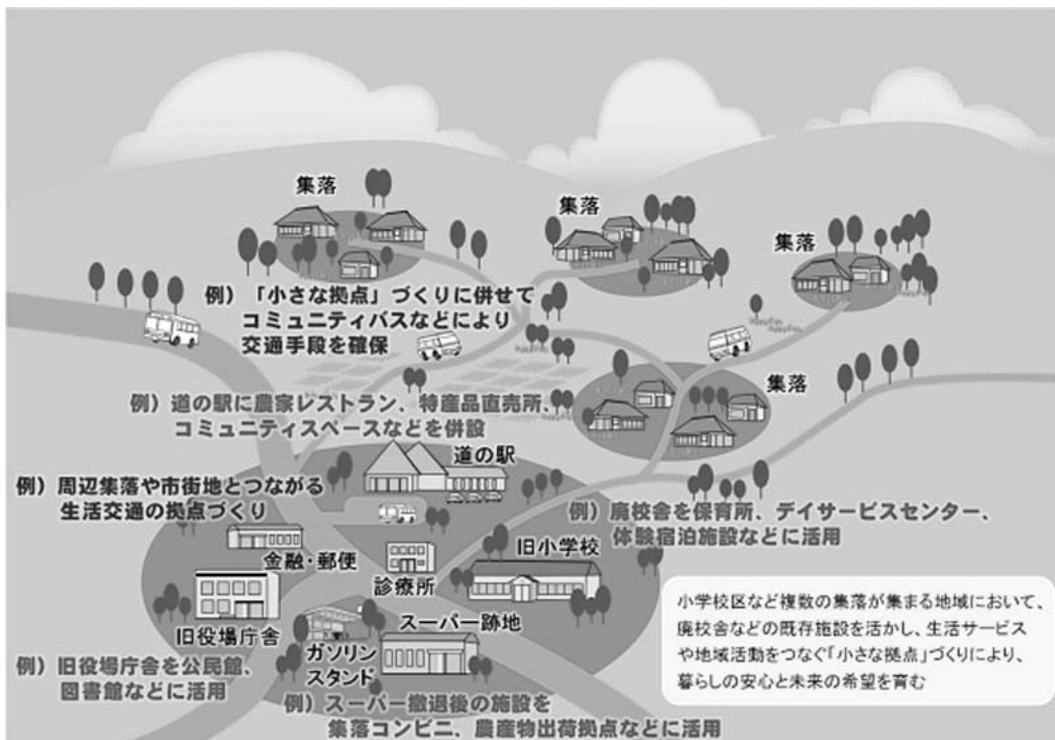 集落
集落
集落
例）「小さな拠点」づくりに併せて
コミュニティバスなどにより
交通手段を確保
集落
例）道の駅に農家レストラン、特産品直売所、
コミュニティスペースなどを併設
道の駅
例）周辺集落や市街地とつながる
生活交通の拠点づくり
例）廃校舎を保育所、デイサービスセンター、
体験宿泊施設などに活用
金融・郵便
診療所
旧小学校
旧役場庁舎
ガソリン
スタンド
スーパー跡地
例）旧役場庁舎を公民館、
図書館などに活用
例）スーパー撤退後の施設を
集落コンビニ、農産物出荷拠点などに活用
小学校区など複数の集落が集まる地域において、
廃校舎などの既存施設を活かし、生活サービス
や地域活動をつなぐ「小さな拠点」づくりにより、
暮らしの安心と未来の希望を育む